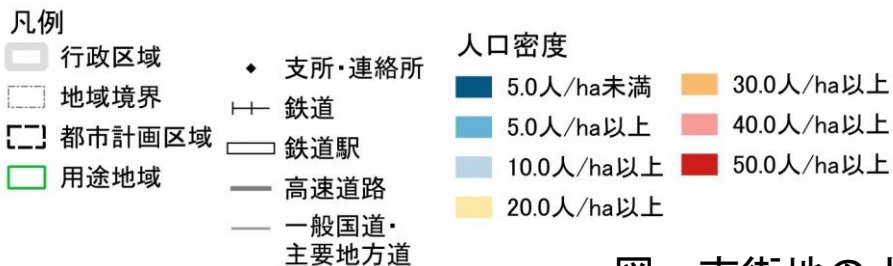 凡例
行政区域
地域境界
都市計画区域
用途地域
支所・連絡所
鉄道
鉄道駅
高速道路
一般国道・
主要地方道
人口密度
5.0人/ha未満
5.0人/ha以上
10.0人/ha以上
20.0人/ha以上
30.0人/ha以上
40.0人/ha以上
50.0人/ha以上